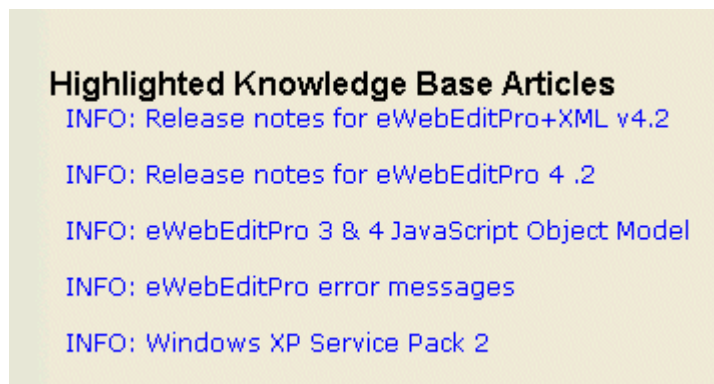 Highlighted Knowledge Base Articles
INFO: Release notes for eWebEditPro+XML v4.2
INFO: Release notes for eWebEditPro 4 .2
INFO: eWebEditPro 3 & 4 JavaScript Object Model
INFO: eWebEditPro error messages
INFO: Windows XP Service Pack 2